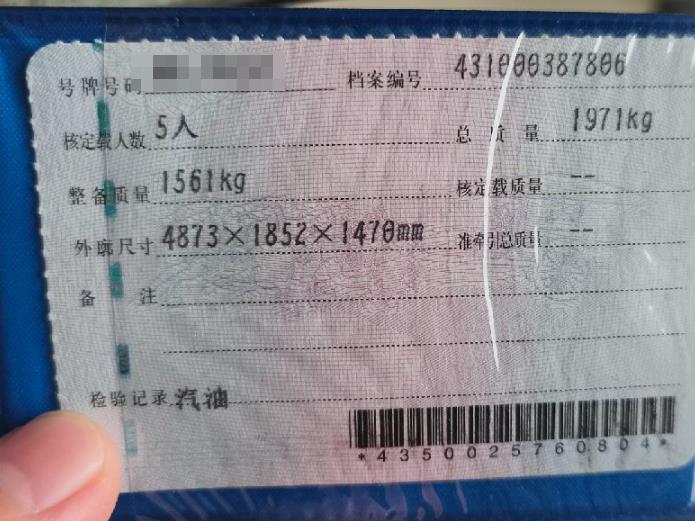 号牌号码 档案编号 431000387806
核定载人数 5人 总质量 1971kg
整备质量 1561kg 核定载质量 --
外廓尺寸 4873×1852×1470mm 准牵引总质量 --
备注
检验记录 汽油
*4350025760804*